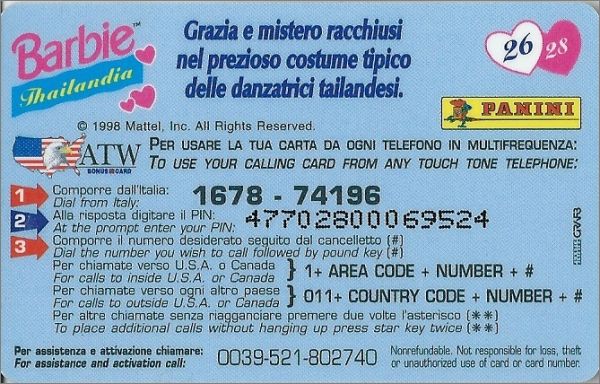 Barbie™
Thailandia
Grazia e mistero racchiusi
nel prezioso costume tipico
delle danzatrici tailandesi.
26 28
PANINI
© 1998 Mattel, Inc. All Rights Reserved.
ATW
BONUS CARD
PER USARE LA TUA CARTA DA OGNI TELEFONO IN MULTIFREQUENZA:
TO USE YOUR CALLING CARD FROM ANY TOUCH TONE TELEPHONE:
1 Comporre dall'Italia:
Dial from Italy:
1678 - 74196
2 Alla risposta digitare il PIN:
At the prompt enter your PIN:
47702800069524
3 Comporre il numero desiderato seguito dal cancelletto (#)
Dial the number you wish to call followed by pound key (#)
Per chiamate verso U.S.A. o Canada
For calls to inside U.S.A. or Canada
} 1+ AREA CODE + NUMBER + #
Per chiamate verso ogni altro paese
For calls to outside U.S.A. or Canada
} 011+ COUNTRY CODE + NUMBER + #
Per altre chiamate senza riagganciare premere due volte l'asterisco (**)
To place additional calls without hanging up press star key twice (**)
Per assistenza e attivazione chiamare:
For assistance and activation call:
0039-521-802740
Nonrefundable. Not responsible for loss, theft
or unauthorized use of card or card number.